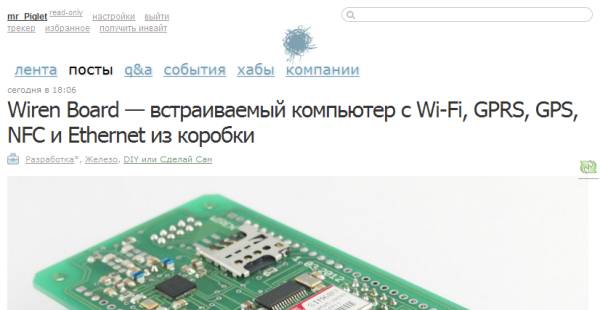 mr_Piglet read-only настройки выйти
трекер избранное получить инвайт
лента посты q&a события хабы компании
сегодня в 18:06
Wiren Board — встраиваемый компьютер с Wi-Fi, GPRS, GPS,
NFC и Ethernet из коробки
Разработка*, Железо, DIY или Сделай Сам